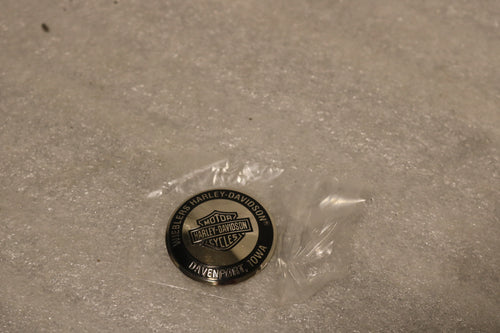 WIEBLERS HARLEY-DAVIDSON®
MOTOR
HARLEY-DAVIDSON
CYCLES
DAVENPORT, IOWA